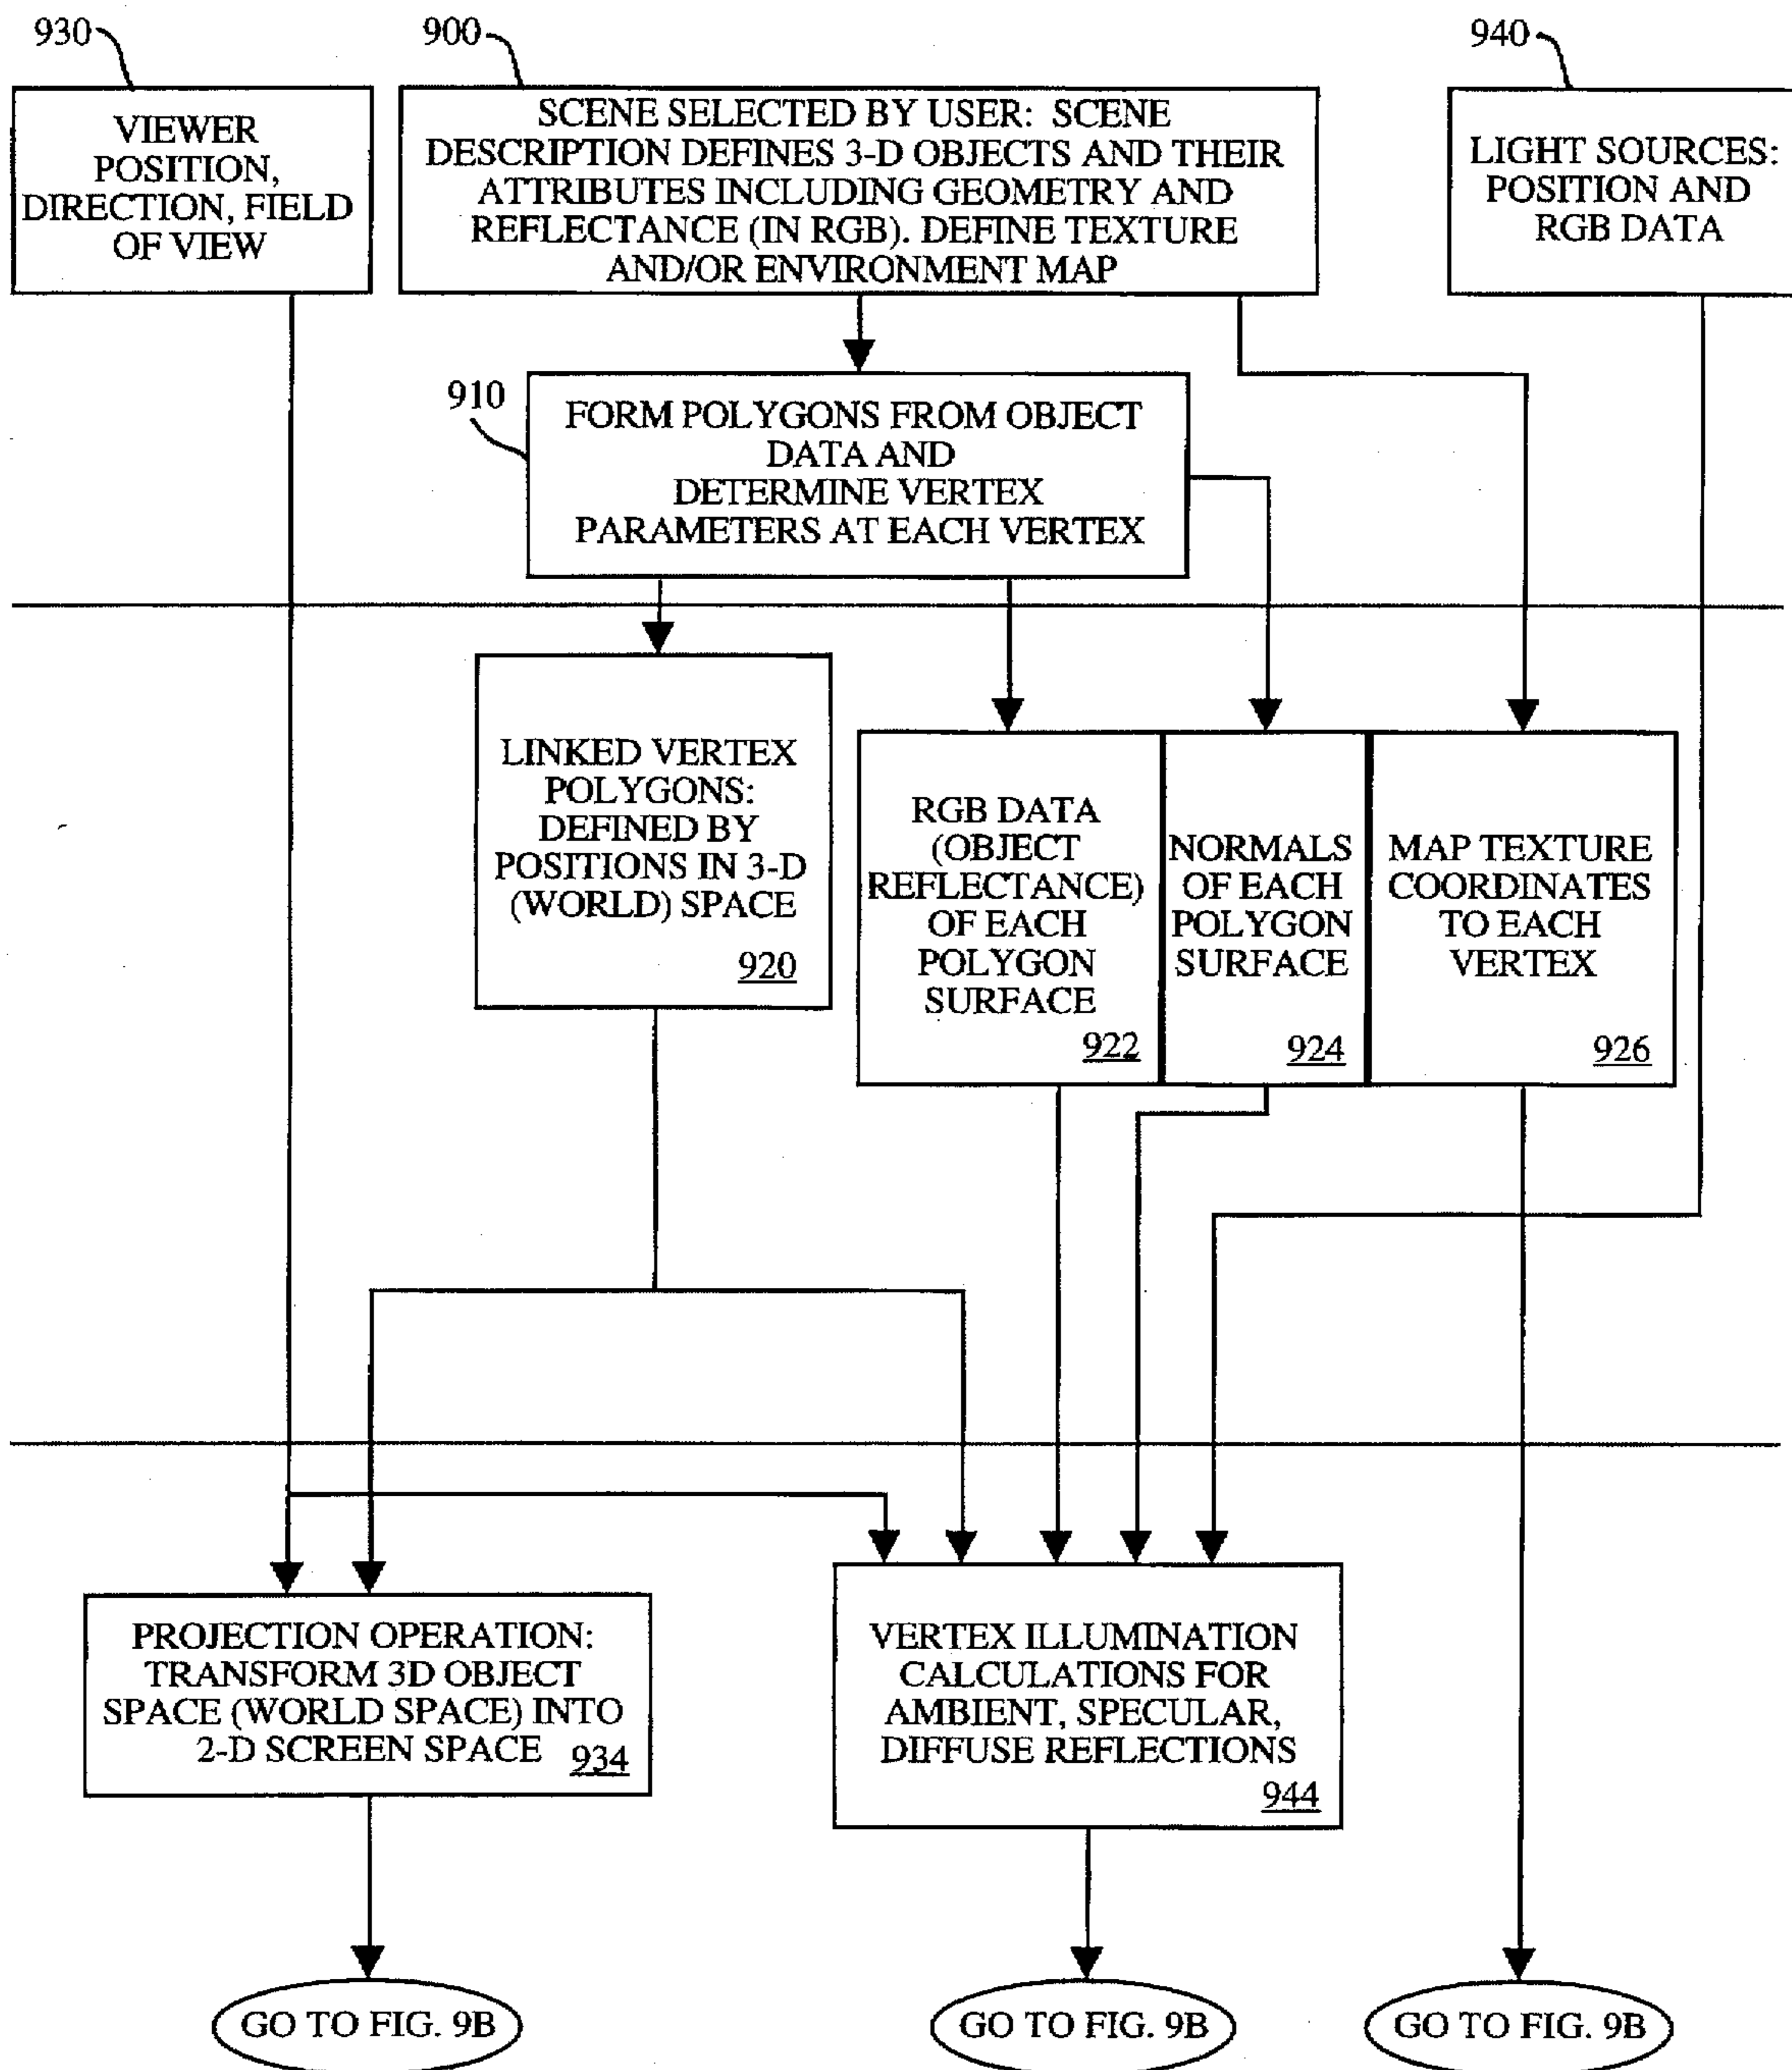 930
900
940
VIEWER
POSITION,
DIRECTION, FIELD
OF VIEW
SCENE SELECTED BY USER: SCENE
DESCRIPTION DEFINES 3-D OBJECTS AND THEIR
ATTRIBUTES INCLUDING GEOMETRY AND
REFLECTANCE (IN RGB). DEFINE TEXTURE
AND/OR ENVIRONMENT MAP
LIGHT SOURCES:
POSITION AND
RGB DATA
910
FORM POLYGONS FROM OBJECT
DATA AND
DETERMINE VERTEX
PARAMETERS AT EACH VERTEX
LINKED VERTEX
POLYGONS:
DEFINED BY
POSITIONS IN 3-D
(WORLD) SPACE
920
RGB DATA
(OBJECT
REFLECTANCE)
OF EACH
POLYGON
SURFACE
922
NORMALS
OF EACH
POLYGON
SURFACE
924
MAP TEXTURE
COORDINATES
TO EACH
VERTEX
926
PROJECTION OPERATION:
TRANSFORM 3D OBJECT
SPACE (WORLD SPACE) INTO
2-D SCREEN SPACE 934
VERTEX ILLUMINATION
CALCULATIONS FOR
AMBIENT, SPECULAR,
DIFFUSE REFLECTIONS
944
GO TO FIG. 9B
GO TO FIG. 9B
GO TO FIG. 9B